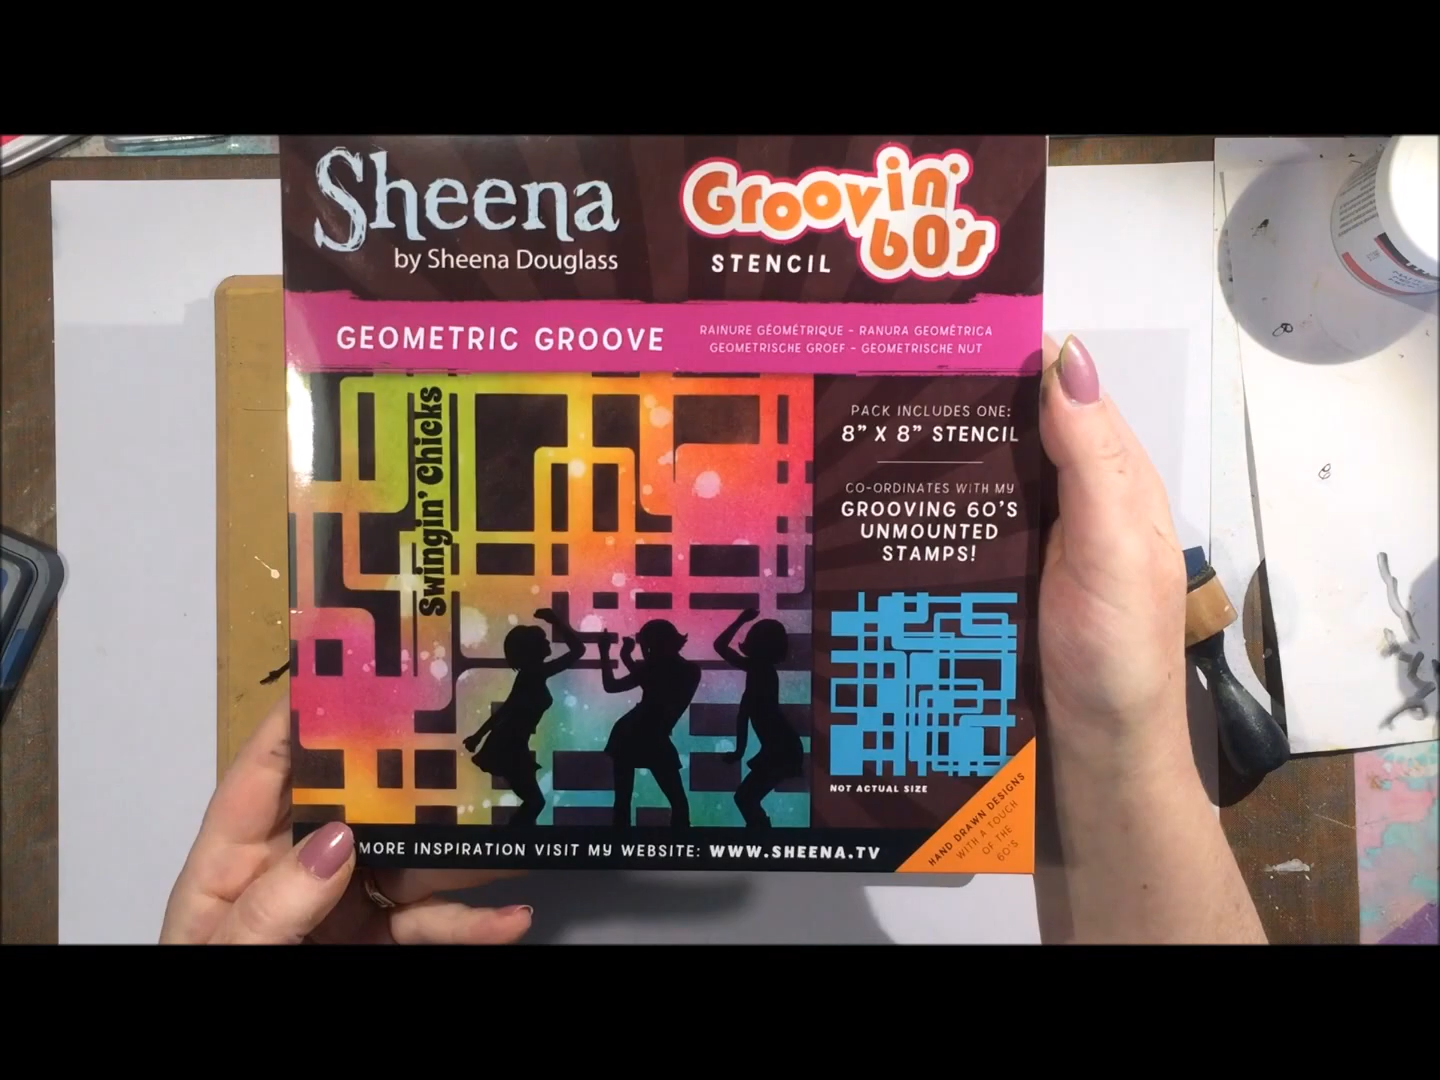 Sheena
by Sheena Douglass
Groovin'
60's
STENCIL
GEOMETRIC GROOVE
RAINURE GÉOMÉTRIQUE - RANURA GEOMÉTRICA
GEOMETRISCHE GROEF - GEOMETRISCHE NUT
Swingin' Chicks
PACK INCLUDES ONE:
8" X 8" STENCIL
CO-ORDINATES WITH MY
GROOVING 60'S
UNMOUNTED
STAMPS!
NOT ACTUAL SIZE
HAND DRAWN DESIGNS
WITH A TOUCH
OF THE
60'S
MORE INSPIRATION VISIT MY WEBSITE: WWW.SHEENA.TV